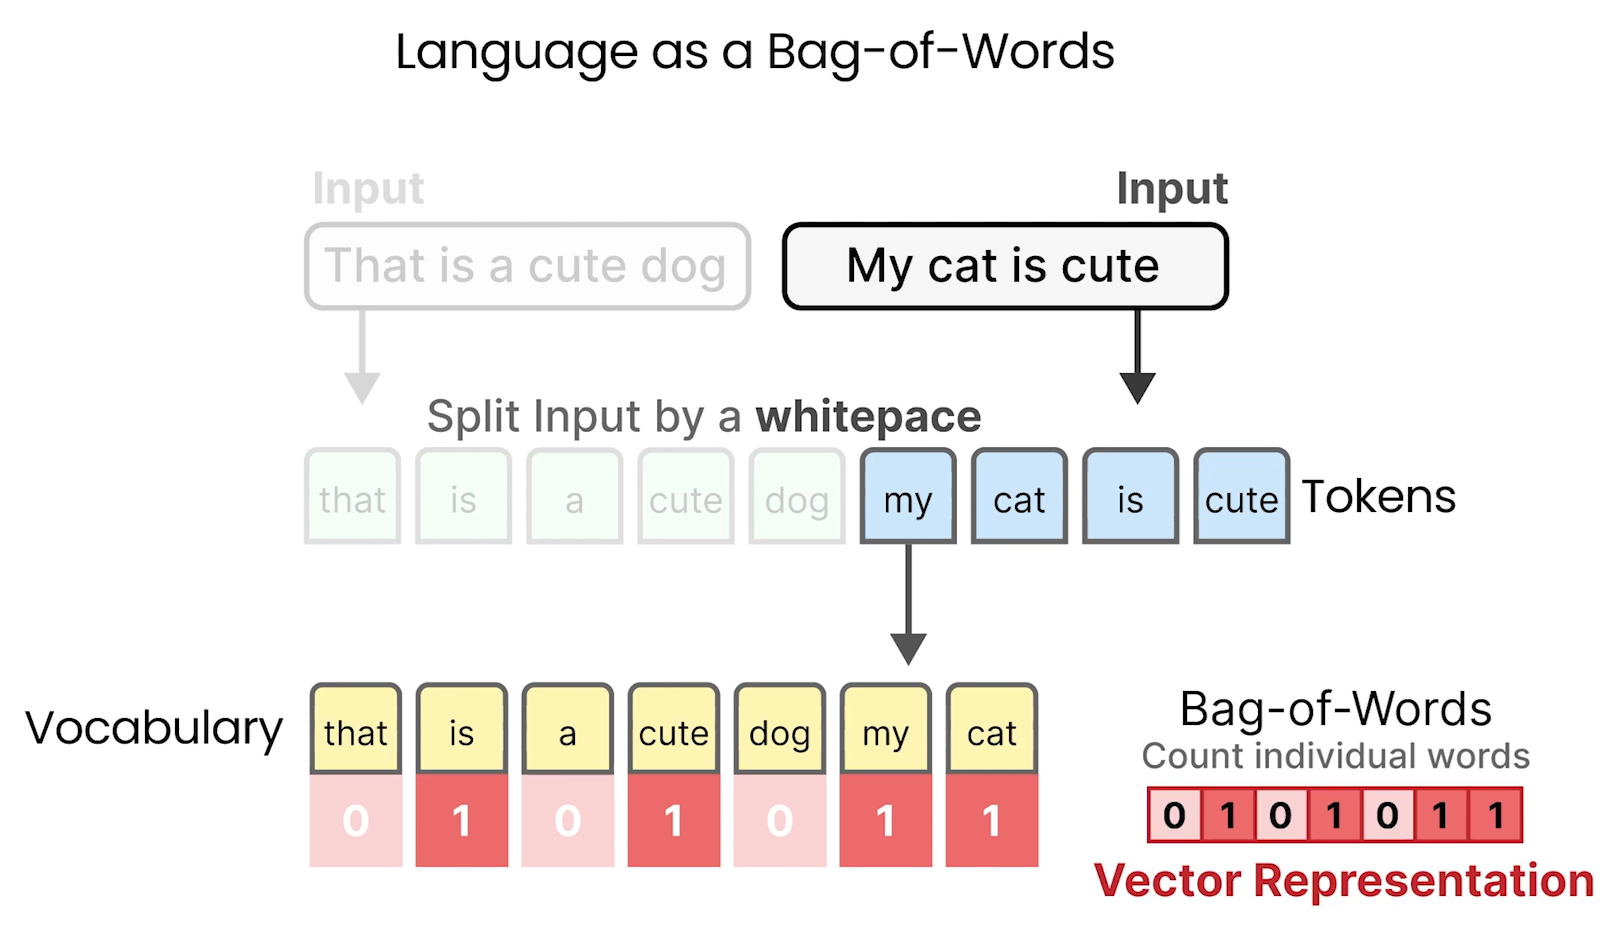 Language as a Bag-of-Words
Input
Input
That is a cute dog
My cat is cute
Split Input by a whitepace
that is a cute dog my cat is cute Tokens
Vocabulary that is a cute dog my cat
0 1 0 1 0 1 1
Bag-of-Words
Count individual words
0 1 0 1 0 1 1
Vector Representation